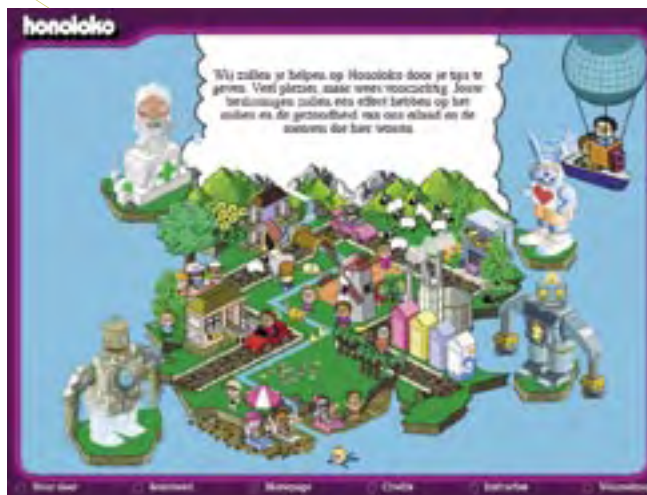 honoloko
Wij zullen je helpen op Honoloko door je tips te
geven. Veel plezier, maar wees voorzichtig. Jouw
beslissingen zullen een effect hebben op het
milieu en de gezondheid van ons eiland en de
mensen die hier wonen.
Homepage
Credits